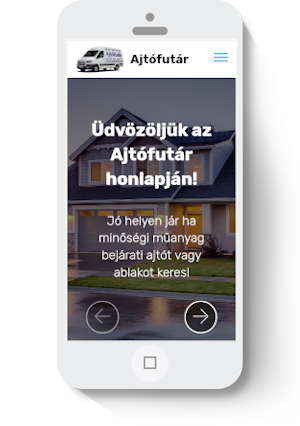 Ajtófutár
Üdvözöljük az
Ajtófutár
honlapján!
Jó helyen jár ha
minőségi műanyag
bejárati ajtót vagy
ablakot keres!